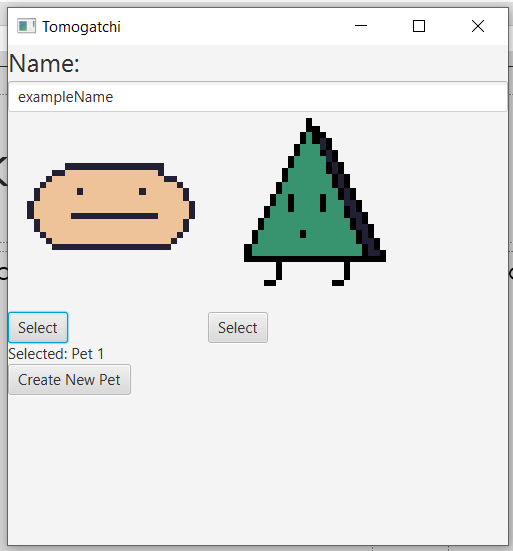 Tomogatchi
Name:
exampleName
Select Select
Selected: Pet 1
Create New Pet